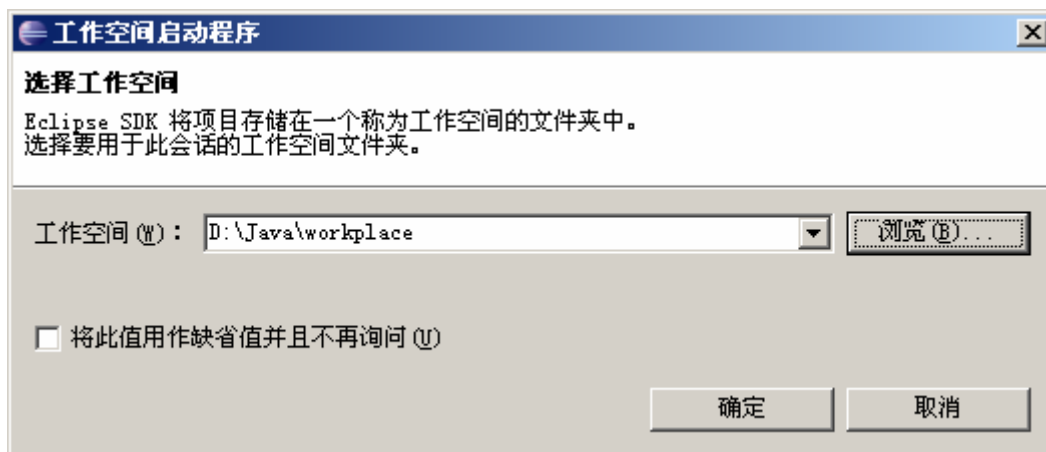 工作空间启动程序
选择工作空间
Eclipse SDK 将项目存储在一个称为工作空间的文件夹中。
选择要用于此会话的工作空间文件夹。
工作空间(W)： D:\Java\workplace 浏览(B)...
将此值用作缺省值并且不再询问(U)
确定 取消